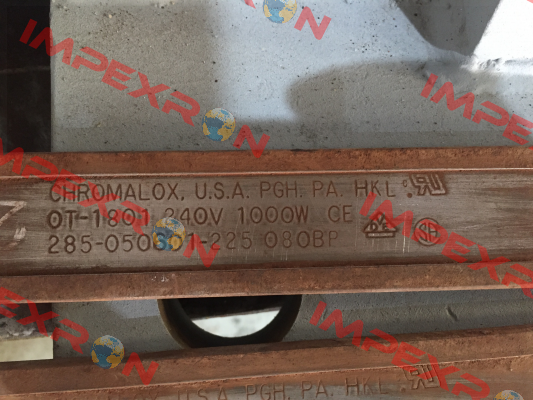 IMPEXRON
IMPEXRON
IMPEXRON
CHROMALOX, U.S.A. PGH. PA. HKL
OT-1801 240V 1000W CE
285-050601-225 080BP
IMPEXRON
IMPEXRON
U.S.A. PGH, PA. HKL